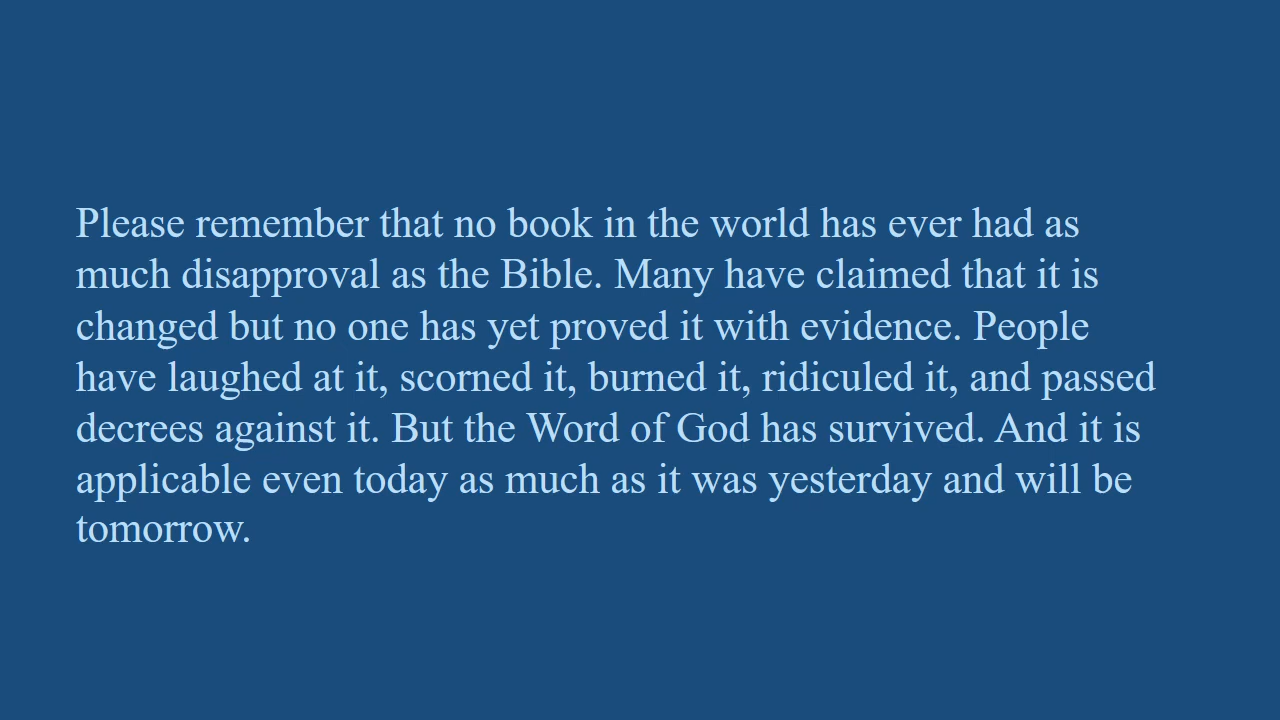 Please remember that no book in the world has ever had as
much disapproval as the Bible. Many have claimed that it is
changed but no one has yet proved it with evidence. People
have laughed at it, scorned it, burned it, ridiculed it, and passed
decrees against it. But the Word of God has survived. And it is
applicable even today as much as it was yesterday and will be
tomorrow.